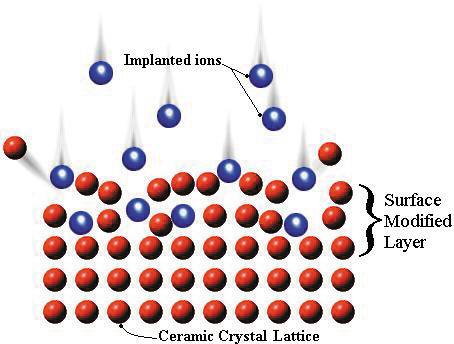 Implanted ions
Surface
Modified
Layer
Ceramic Crystal Lattice